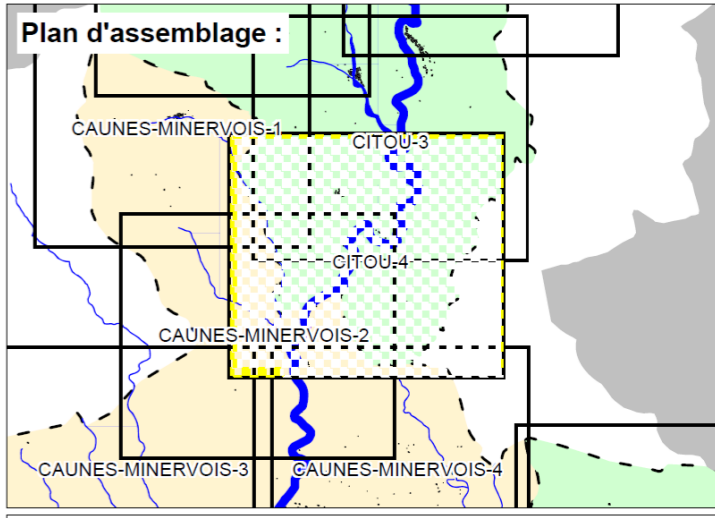 Plan d'assemblage :
CAUNES-MINERVOIS-1
CITOU-3
CITOU-4
CAUNES-MINERVOIS-2
CAUNES-MINERVOIS-3
CAUNES-MINERVOIS-4